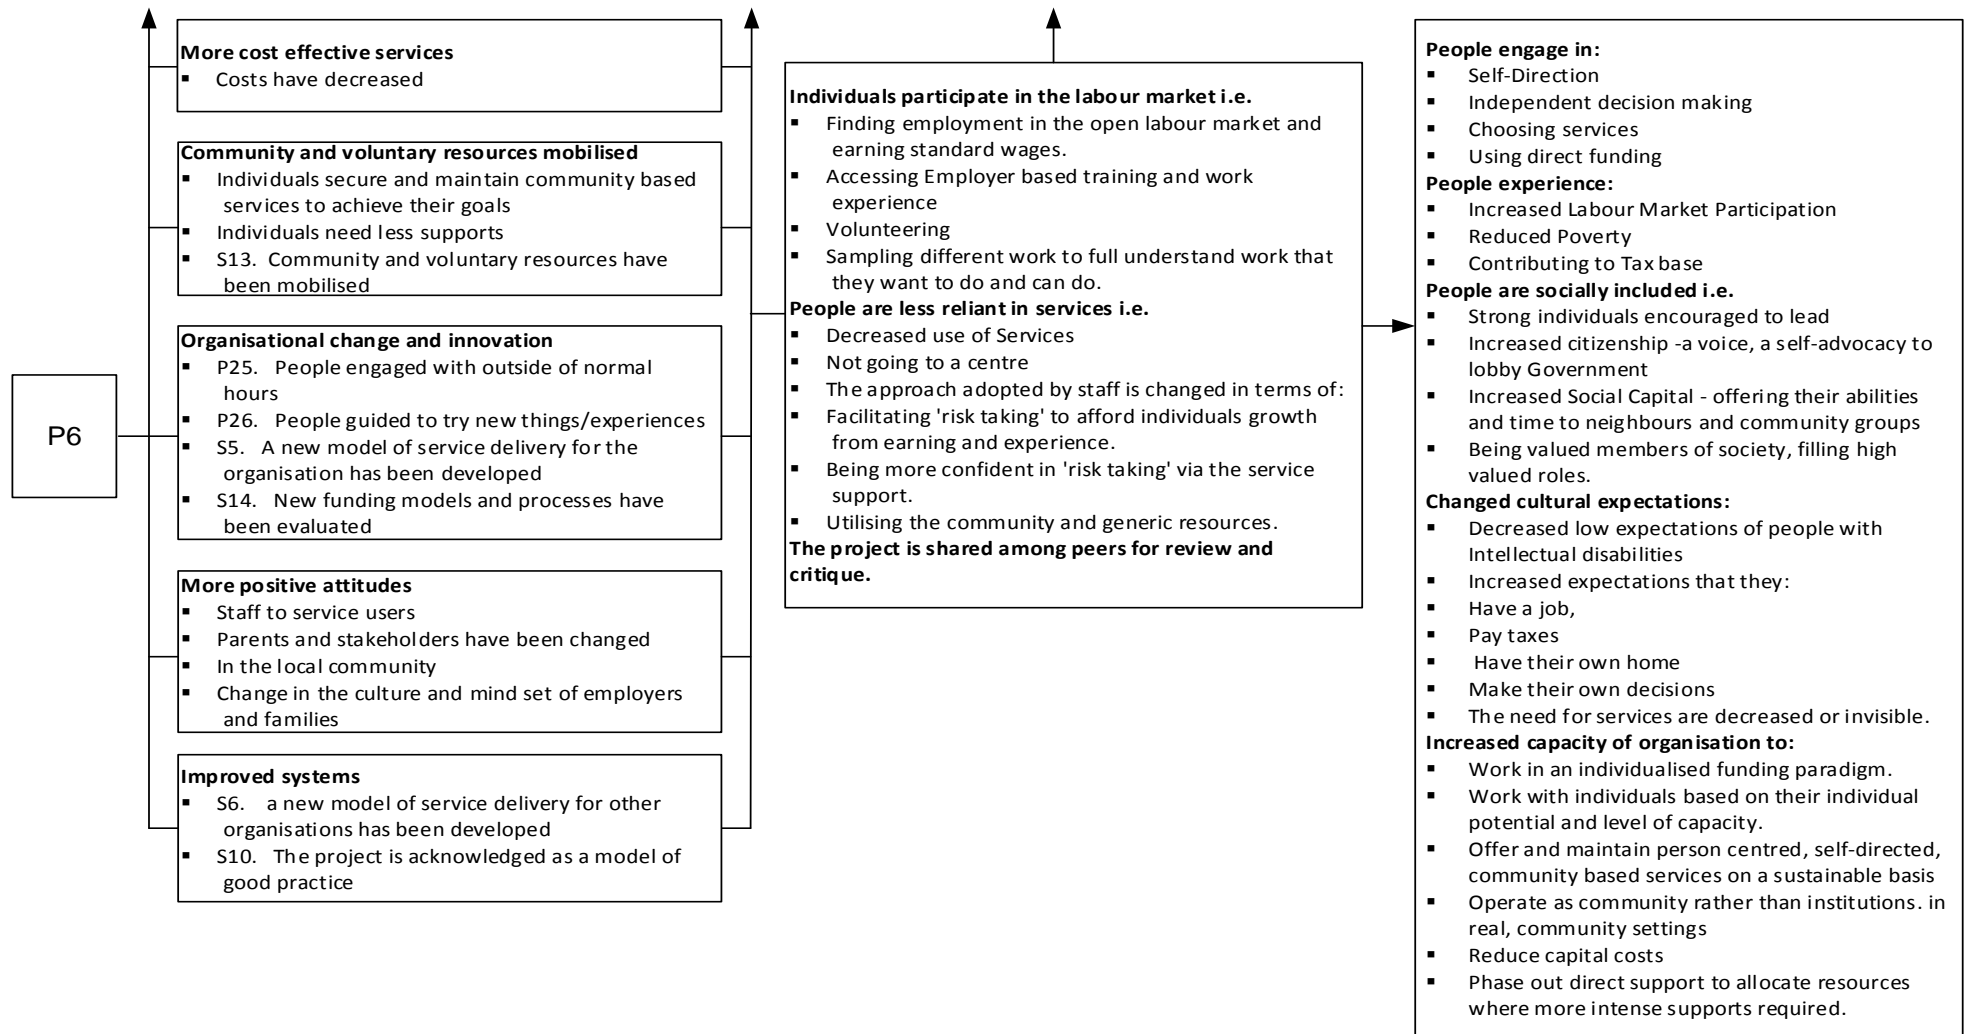 P6
More cost effective services
▪ Costs have decreased
Community and voluntary resources mobilised
▪ Individuals secure and maintain community based
services to achieve their goals
▪ Individuals need less supports
▪ S13. Community and voluntary resources have
been mobilised
Organisational change and innovation
▪ P25. People engaged with outside of normal
hours
▪ P26. People guided to try new things/experiences
▪ S5. A new model of service delivery for the
organisation has been developed
▪ S14. New funding models and processes have
been evaluated
More positive attitudes
▪ Staff to service users
▪ Parents and stakeholders have been changed
▪ In the local community
▪ Change in the culture and mind set of employers
and families
Improved systems
▪ S6. a new model of service delivery for other
organisations has been developed
▪ S10. The project is acknowledged as a model of
good practice
Individuals participate in the labour market i.e.
▪ Finding employment in the open labour market and
earning standard wages.
▪ Accessing Employer based training and work
experience
▪ Volunteering
▪ Sampling different work to full understand work that
they want to do and can do.
People are less reliant in services i.e.
▪ Decreased use of Services
▪ Not going to a centre
▪ The approach adopted by staff is changed in terms of:
▪ Facilitating 'risk taking' to afford individuals growth
from earning and experience.
▪ Being more confident in 'risk taking' via the service
support.
▪ Utilising the community and generic resources.
The project is shared among peers for review and
critique.
People engage in:
▪ Self-Direction
▪ Independent decision making
▪ Choosing services
▪ Using direct funding
People experience:
▪ Increased Labour Market Participation
▪ Reduced Poverty
▪ Contributing to Tax base
People are socially included i.e.
▪ Strong individuals encouraged to lead
▪ Increased citizenship -a voice, a self-advocacy to
lobby Government
▪ Increased Social Capital - offering their abilities
and time to neighbours and community groups
▪ Being valued members of society, filling high
valued roles.
Changed cultural expectations:
▪ Decreased low expectations of people with
Intellectual disabilities
▪ Increased expectations that they:
▪ Have a job,
▪ Pay taxes
▪ Have their own home
▪ Make their own decisions
▪ The need for services are decreased or invisible.
Increased capacity of organisation to:
▪ Work in an individualised funding paradigm.
▪ Work with individuals based on their individual
potential and level of capacity.
▪ Offer and maintain person centred, self-directed,
community based services on a sustainable basis
▪ Operate as community rather than institutions. in
real, community settings
▪ Reduce capital costs
▪ Phase out direct support to allocate resources
where more intense supports required.